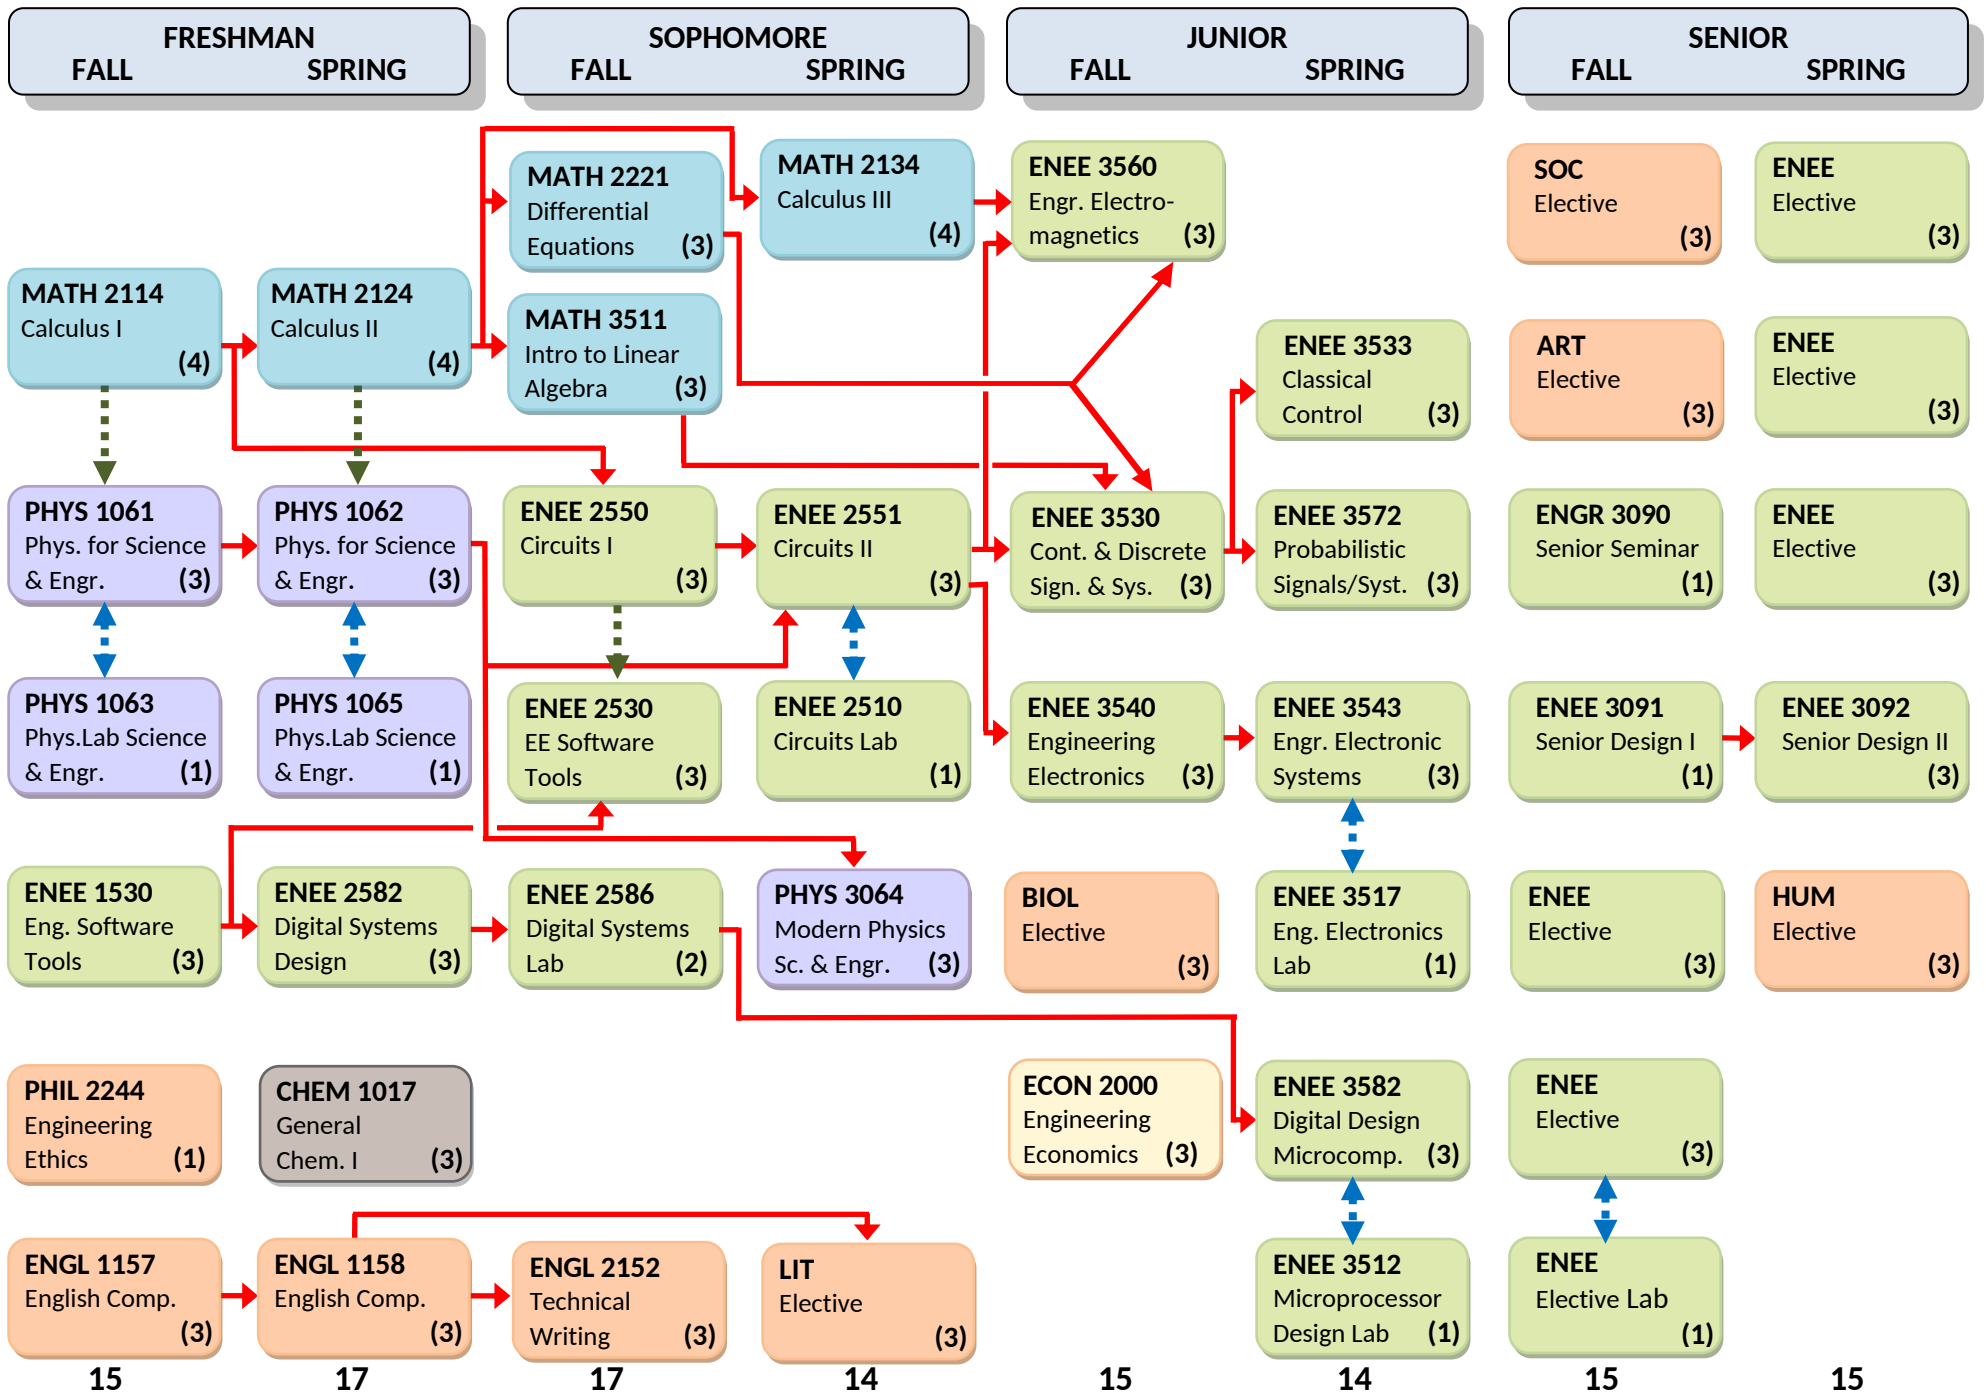 FRESHMAN
FALL SPRING
SOPHOMORE
FALL SPRING
JUNIOR
FALL SPRING
SENIOR
FALL SPRING
MATH 2114
Calculus I
(4)
PHYS 1061
Phys. for Science
& Engr. (3)
PHYS 1063
Phys.Lab Science
& Engr. (1)
ENEE 1530
Eng. Software
Tools (3)
PHIL 2244
Engineering
Ethics (1)
ENGL 1157
English Comp.
(3)
15
MATH 2124
Calculus II
(4)
PHYS 1062
Phys. for Science
& Engr. (3)
PHYS 1065
Phys.Lab Science
& Engr. (1)
ENEE 2582
Digital Systems
Design (3)
CHEM 1017
General
Chem. I (3)
ENGL 1158
English Comp.
(3)
17
MATH 2221
Differential
Equations (3)
MATH 3511
Intro to Linear
Algebra (3)
ENEE 2550
Circuits I
(3)
ENEE 2530
EE Software
Tools (3)
ENEE 2586
Digital Systems
Lab (2)
ENGL 2152
Technical
Writing (3)
17
MATH 2134
Calculus III
(4)
ENEE 2551
Circuits II
(3)
ENEE 2510
Circuits Lab
(1)
PHYS 3064
Modern Physics
Sc. & Engr. (3)
LIT
Elective
(3)
14
ENEE 3560
Engr. Electro-
magnetics (3)
ENEE 3530
Cont. & Discrete
Sign. & Sys. (3)
ENEE 3540
Engineering
Electronics (3)
BIOL
Elective
(3)
ECON 2000
Engineering
Economics (3)
15
ENEE 3533
Classical
Control (3)
ENEE 3572
Probabilistic
Signals/Syst. (3)
ENEE 3543
Engr. Electronic
Systems (3)
ENEE 3517
Eng. Electronics
Lab (1)
ENEE 3582
Digital Design
Microcomp. (3)
ENEE 3512
Microprocessor
Design Lab (1)
14
SOC
Elective
(3)
ART
Elective
(3)
ENGR 3090
Senior Seminar
(1)
ENEE 3091
Senior Design I
(1)
ENEE
Elective
(3)
ENEE
Elective
(3)
ENEE
Elective Lab
(1)
15
ENEE
Elective
(3)
ENEE
Elective
(3)
ENEE
Elective
(3)
ENEE 3092
Senior Design II
(3)
HUM
Elective
(3)
15